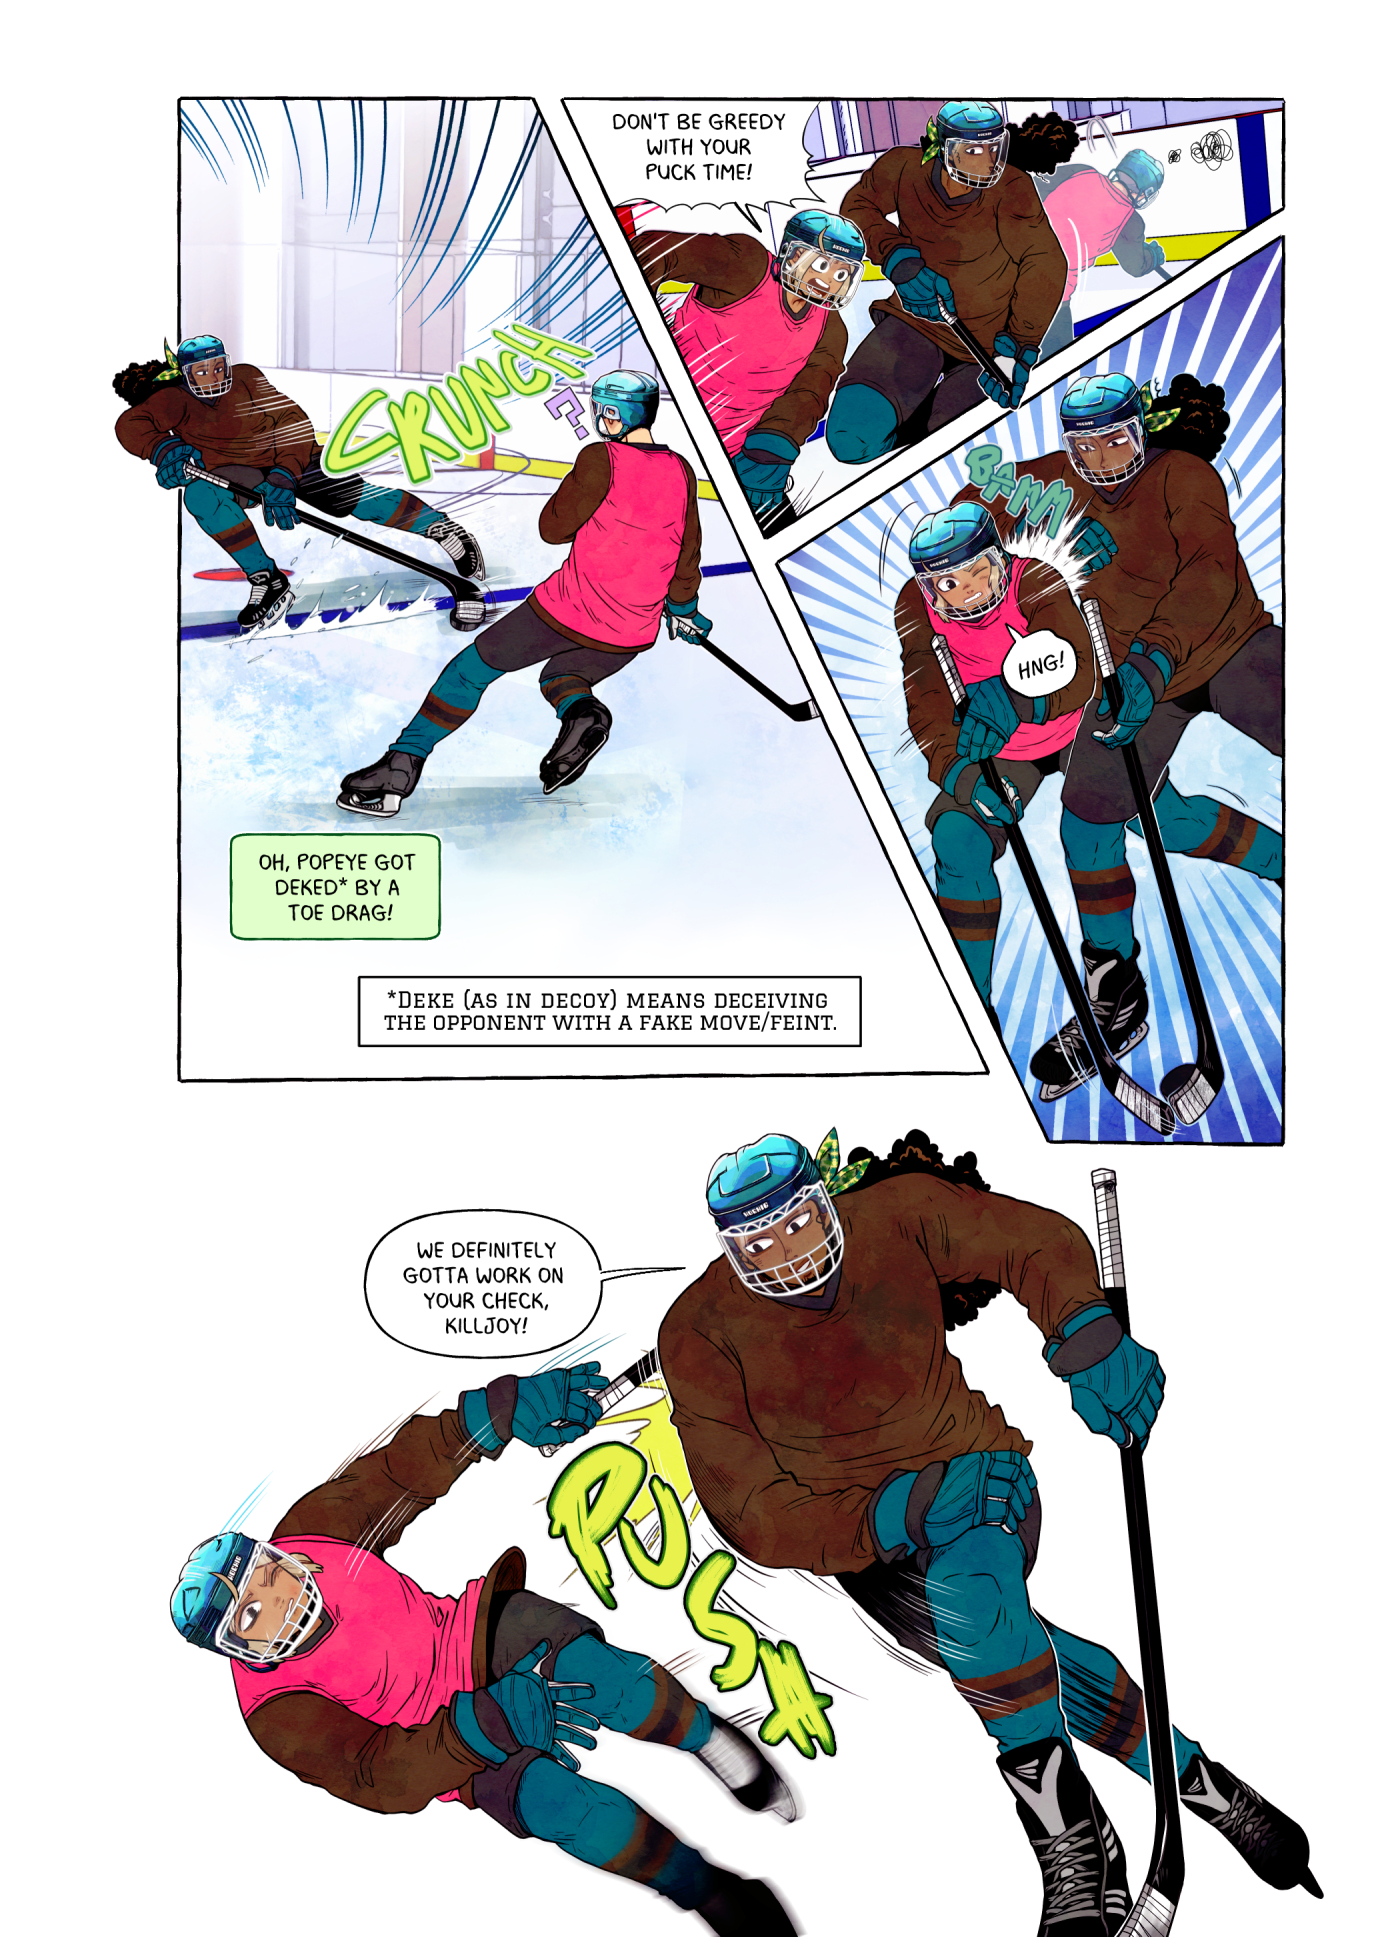 CRUNCH
?
OH, POPEYE GOT
DEKED* BY A
TOE DRAG!
*DEKE (AS IN DECOY) MEANS DECEIVING
THE OPPONENT WITH A FAKE MOVE/FEINT.
DON'T BE GREEDY
WITH YOUR
PUCK TIME!
BAMM
HNG!
WE DEFINITELY
GOTTA WORK ON
YOUR CHECK,
KILLJOY!
PUSH